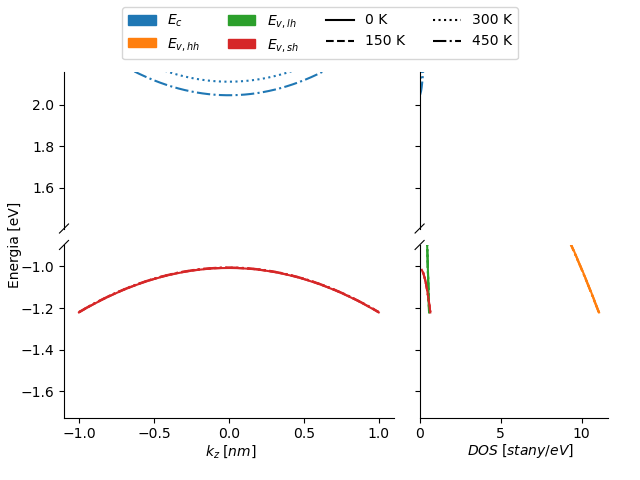 E_c E_{v,lh} 0 K 300 K
E_{v,hh} E_{v,sh} 150 K 450 K
2.0
1.8
1.6
Energia [eV]
−1.0
−1.2
−1.4
−1.6
−1.0 −0.5 0.0 0.5 1.0 0 5 10
k_z [nm] DOS [stany/eV]